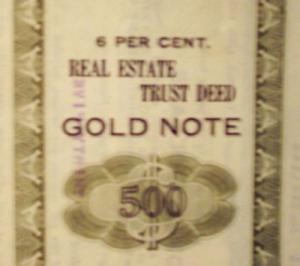 6 PER CENT.
REAL ESTATE
TRUST DEED
GOLD NOTE
500